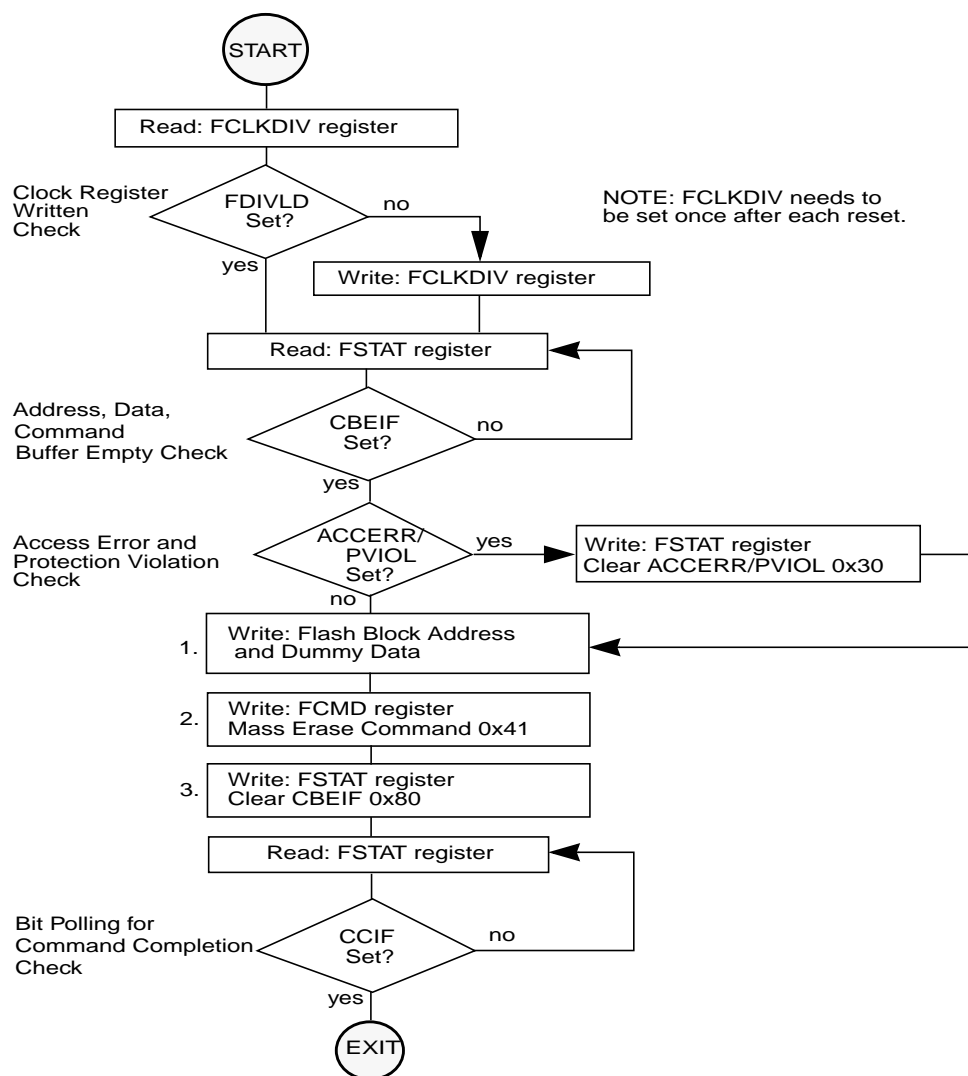 START
Read: FCLKDIV register
Clock Register
Written
Check
FDIVLD
Set?
no
yes
NOTE: FCLKDIV needs to
be set once after each reset.
Write: FCLKDIV register
Read: FSTAT register
Address, Data,
Command
Buffer Empty Check
CBEIF
Set?
no
yes
Access Error and
Protection Violation
Check
ACCERR/
PVIOL
Set?
yes
no
Write: FSTAT register
Clear ACCERR/PVIOL 0x30
1.
Write: Flash Block Address
and Dummy Data
2.
Write: FCMD register
Mass Erase Command 0x41
3.
Write: FSTAT register
Clear CBEIF 0x80
Read: FSTAT register
Bit Polling for
Command Completion
Check
CCIF
Set?
no
yes
EXIT